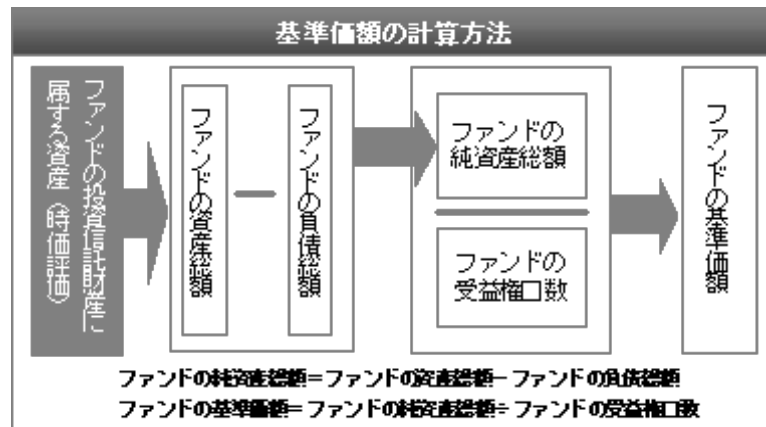 基準価額の計算方法
ファンドの投資信託財産に
属する資産（時価評価）
ファンドの資産総額
ー
ファンドの負債総額
ファンドの
純資産総額
ファンドの
受益権口数
ファンドの基準価額
ファンドの純資産総額＝ファンドの資産総額－ファンドの負債総額
ファンドの基準価額＝ファンドの純資産総額÷ファンドの受益権口数